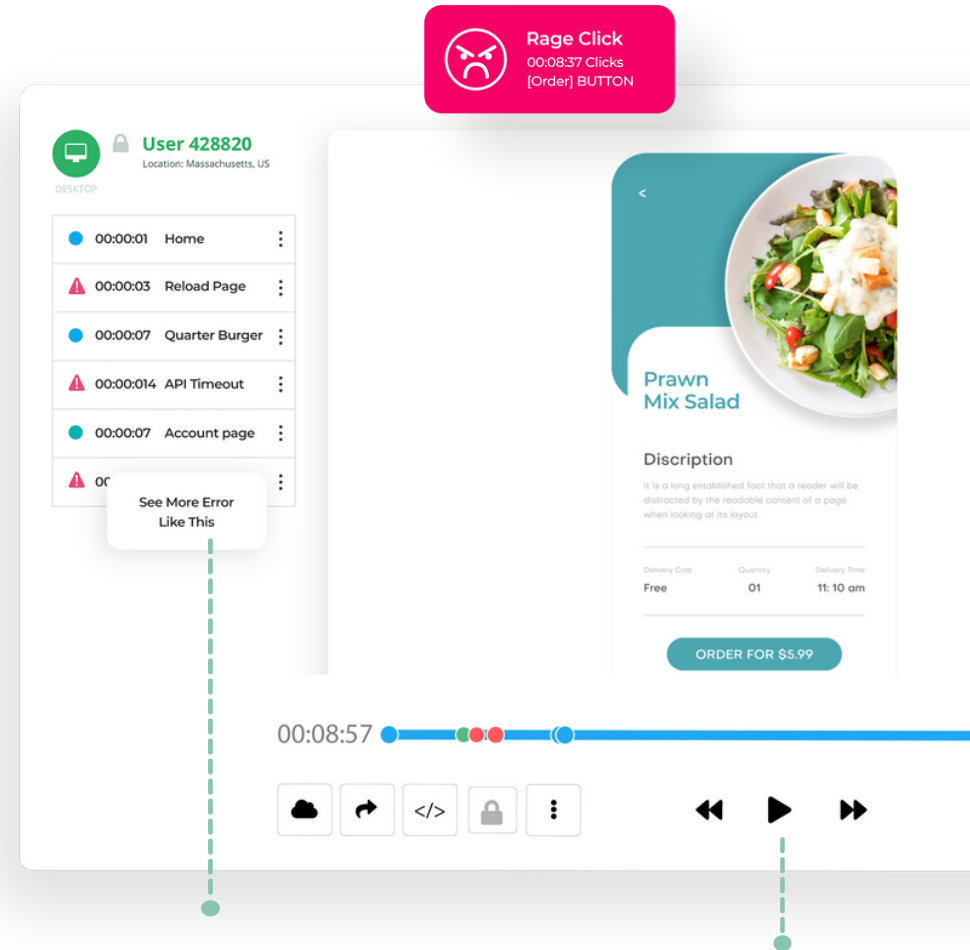 Rage Click
00:08:37 Clicks
[Order] BUTTON
User 428820
Location: Massachusetts, US
DESKTOP
00:00:01 Home
00:00:03 Reload Page
00:00:07 Quarter Burger
00:00:014 API Timeout
00:00:07 Account page
00
See More Error
Like This
<
Prawn
Mix Salad
Discription
It is a long established fact that a reader will be
distracted by the readable content of a page
when looking at its layout.
Delivery Cost Quantity Delivery Time
Free 01 11: 10 am
ORDER FOR $5.99
00:08:57
</>